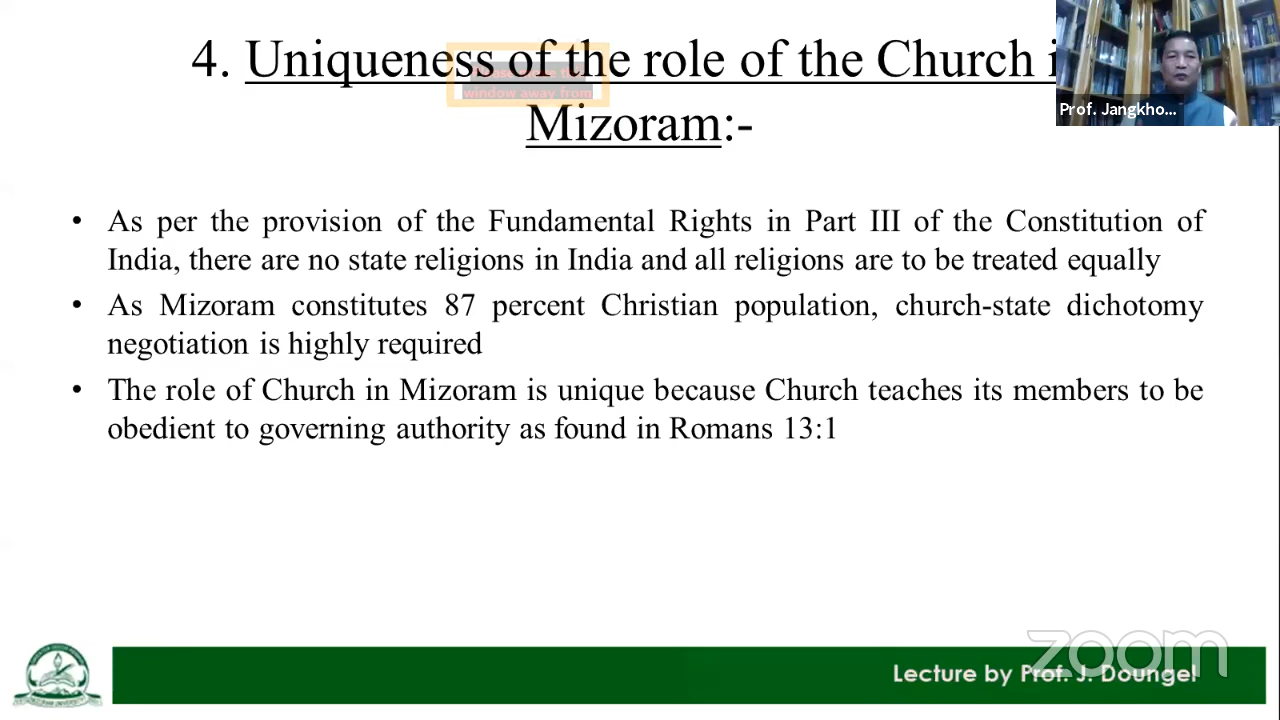 4. Uniqueness of the role of the Church
Mizoram:-
window away from
Prof. Jangkho...
• As per the provision of the Fundamental Rights in Part III of the Constitution of
India, there are no state religions in India and all religions are to be treated equally
• As Mizoram constitutes 87 percent Christian population, church-state dichotomy
negotiation is highly required
• The role of Church in Mizoram is unique because Church teaches its members to be
obedient to governing authority as found in Romans 13:1
zoom
Lecture by Prof. J. Doungel